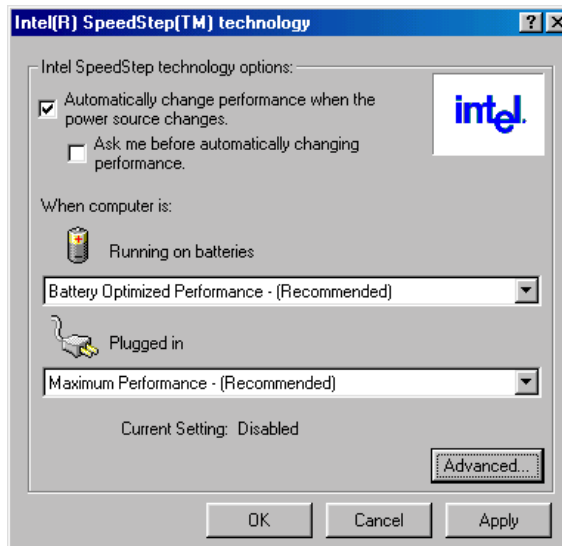 Intel(R) SpeedStep(TM) technology
Intel SpeedStep technology options:
Automatically change performance when the
power source changes.
intel.
Ask me before automatically changing
performance.
When computer is:
Running on batteries
Battery Optimized Performance - (Recommended)
Plugged in
Maximum Performance - (Recommended)
Current Setting: Disabled
Advanced...
OK
Cancel
Apply